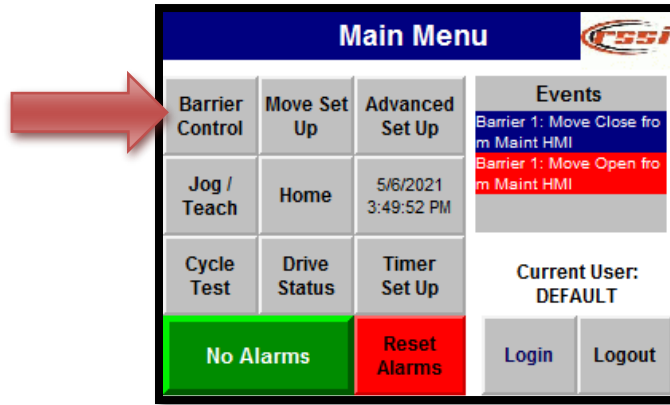 Main Menu
rssi
Barrier
Control
Move Set
Up
Advanced
Set Up
Events
Barrier 1: Move Close fro
m Maint HMI
Barrier 1: Move Open fro
m Maint HMI
Jog /
Teach
Home
5/6/2021
3:49:52 PM
Cycle
Test
Drive
Status
Timer
Set Up
Current User:
DEFAULT
No Alarms
Reset
Alarms
Login
Logout